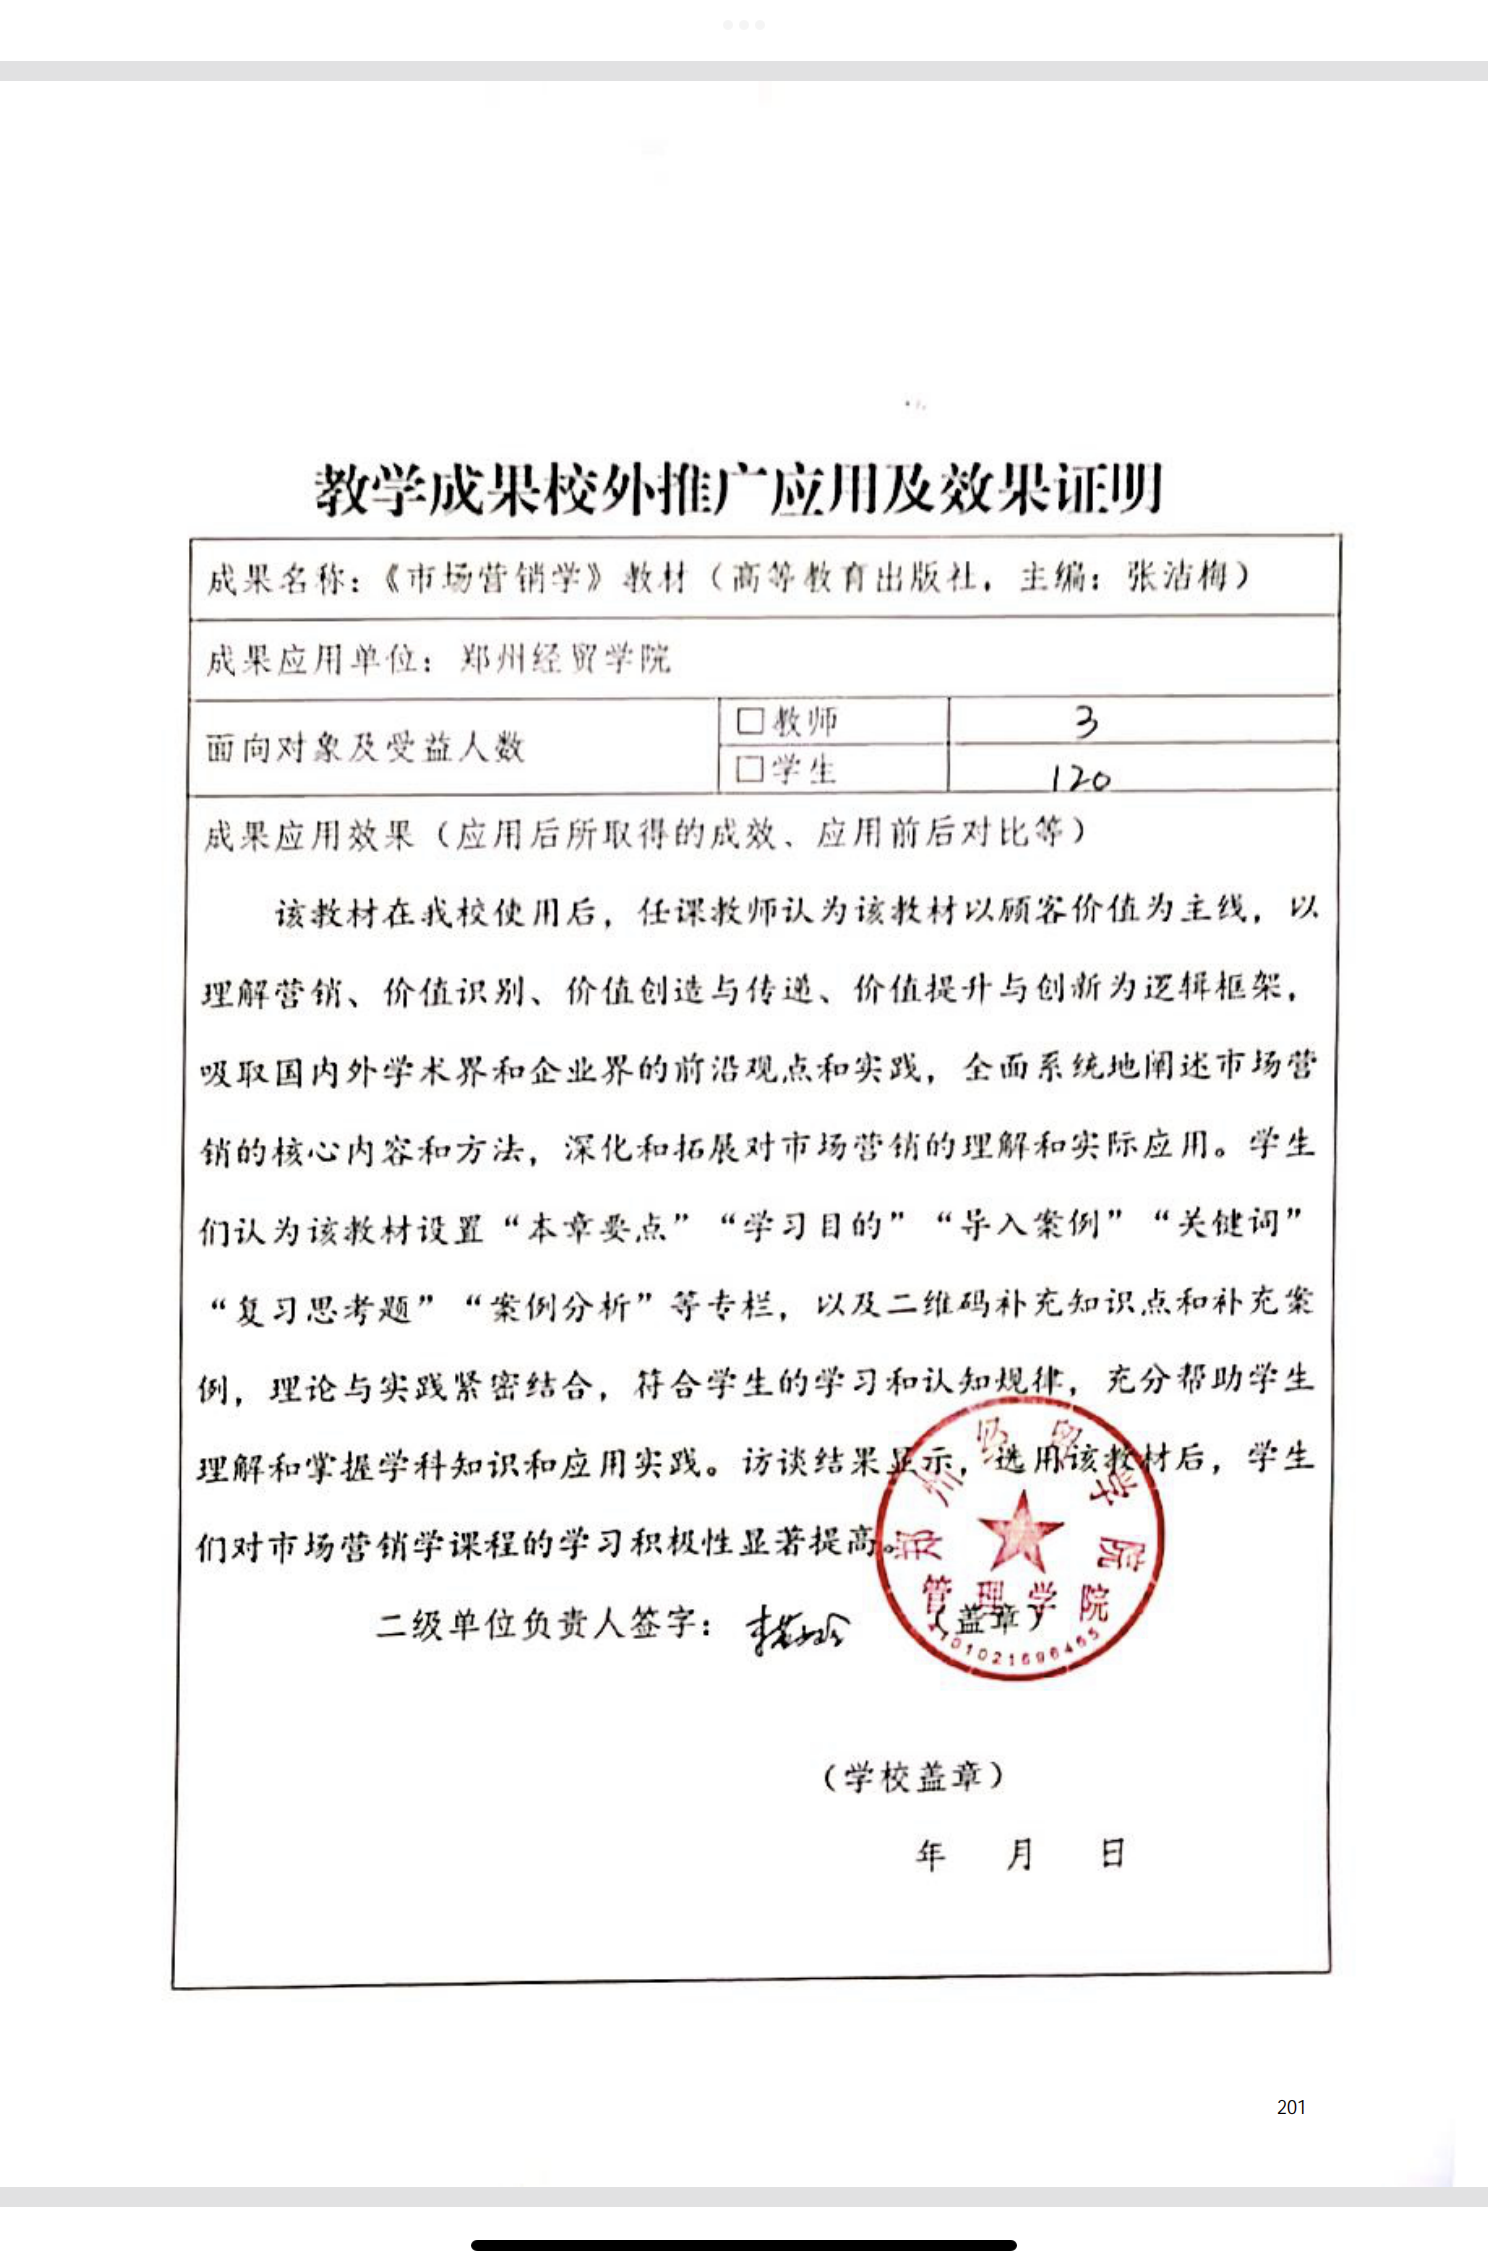 教学成果校外推广应用及效果证明
成果名称：《市场营销学》教材（高等教育出版社，主编：张洁梅）
成果应用单位：郑州经贸学院
面向对象及受益人数
□教师
3
□学生
120
成果应用效果（应用后所取得的成效、应用前后对比等）
该教材在我校使用后，任课教师认为该教材以顾客价值为主线，以
理解营销、价值识别、价值创造与传递、价值提升与创新为逻辑框架，
吸取国内外学术界和企业界的前沿观点和实践，全面系统地阐述市场营
销的核心内容和方法，深化和拓展对市场营销的理解和实际应用。学生
们认为该教材设置“本章要点”“学习目的”“导入案例”“关键词”
“复习思考题”“案例分析”等专栏，以及二维码补充知识点和补充案
例，理论与实践紧密结合，符合学生的学习和认知规律，充分帮助学生
理解和掌握学科知识和应用实践。访谈结果显示，选用该教材后，学生
们对市场营销学课程的学习积极性显著提高。
郑州经贸学院
管理学院
二级单位负责人签字：
（盖章）
（学校盖章）
年 月 日
201